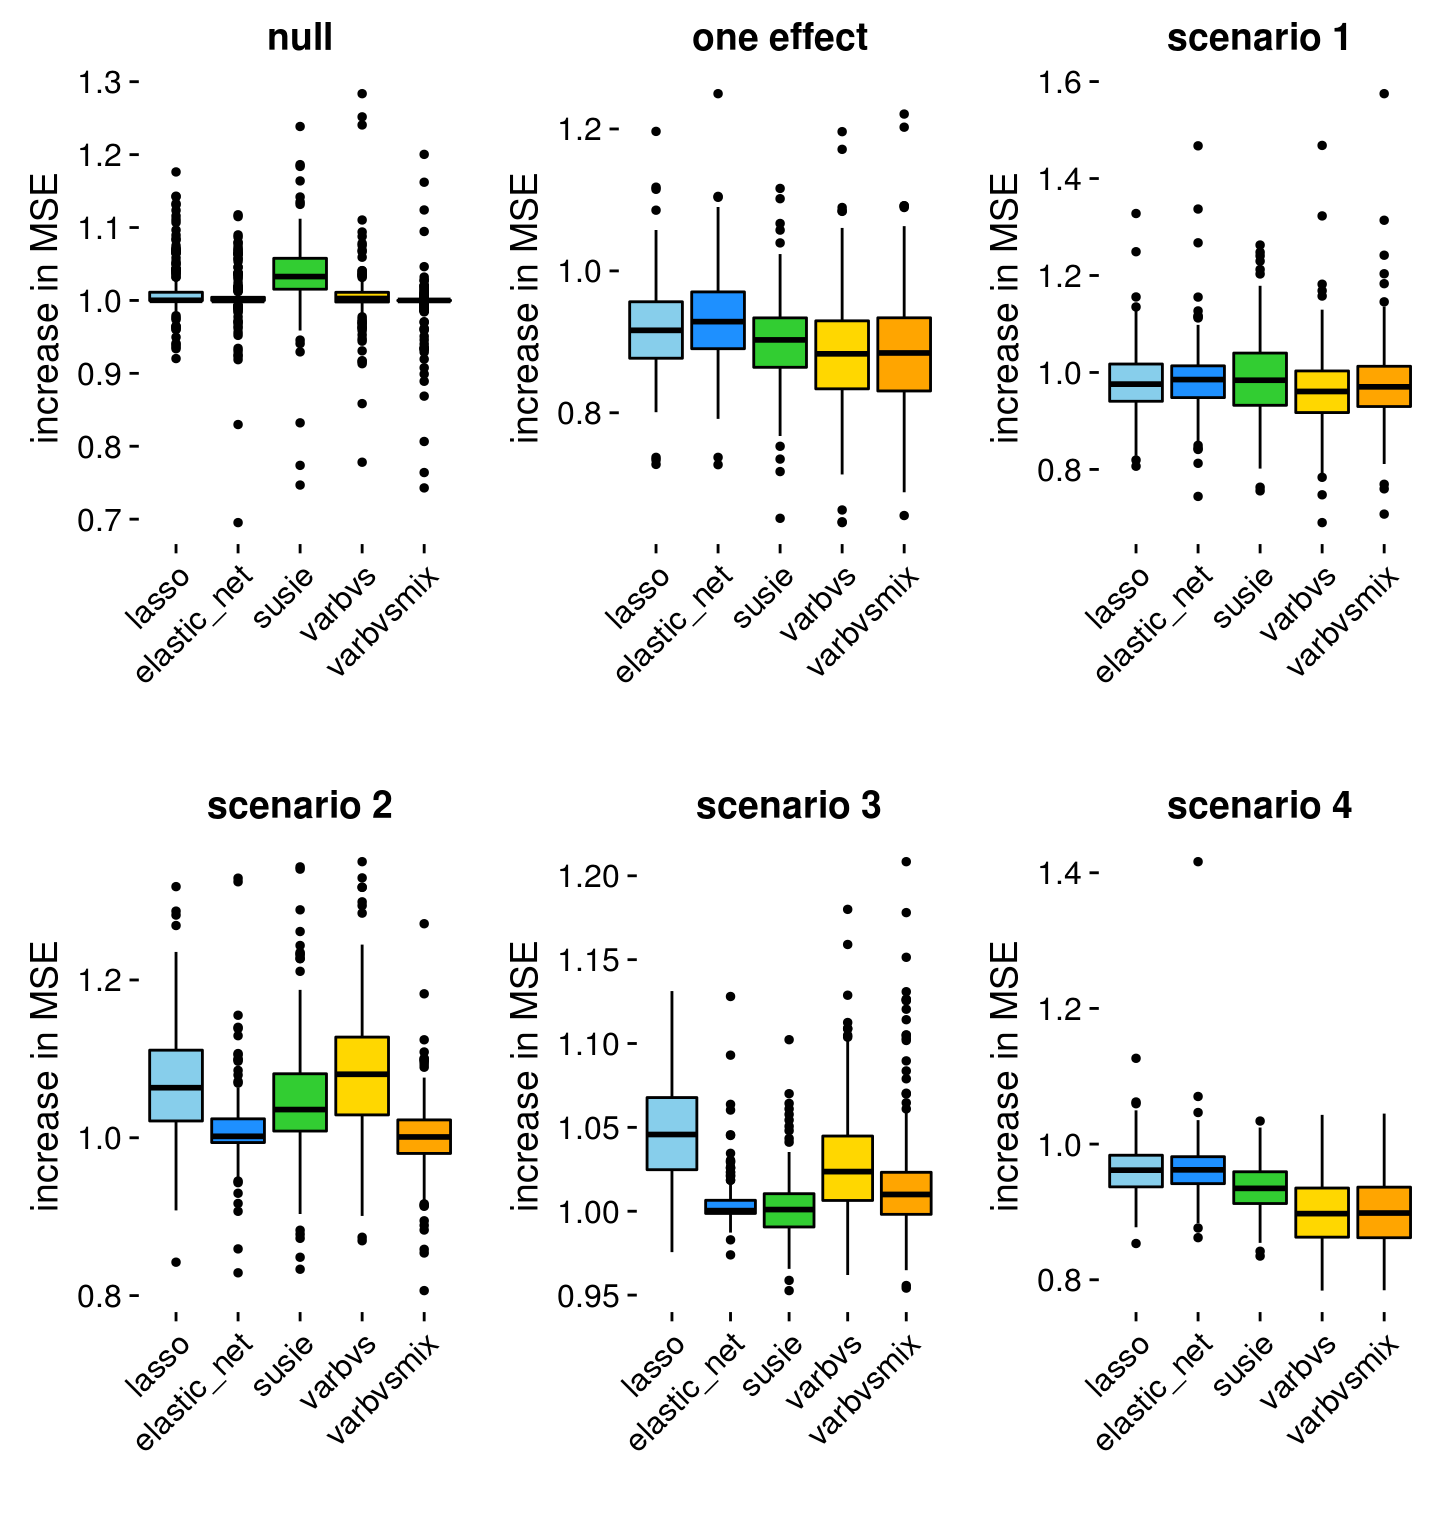 null
increase in MSE
1.3
1.2
1.1
1.0
0.9
0.8
0.7
lasso
elastic_net
susie
varbvs
varbvsmix
one effect
increase in MSE
1.2
1.0
0.8
lasso
elastic_net
susie
varbvs
varbvsmix
scenario 1
increase in MSE
1.6
1.4
1.2
1.0
0.8
lasso
elastic_net
susie
varbvs
varbvsmix
scenario 2
increase in MSE
1.2
1.0
0.8
lasso
elastic_net
susie
varbvs
varbvsmix
scenario 3
increase in MSE
1.20
1.15
1.10
1.05
1.00
0.95
lasso
elastic_net
susie
varbvs
varbvsmix
scenario 4
increase in MSE
1.4
1.2
1.0
0.8
lasso
elastic_net
susie
varbvs
varbvsmix